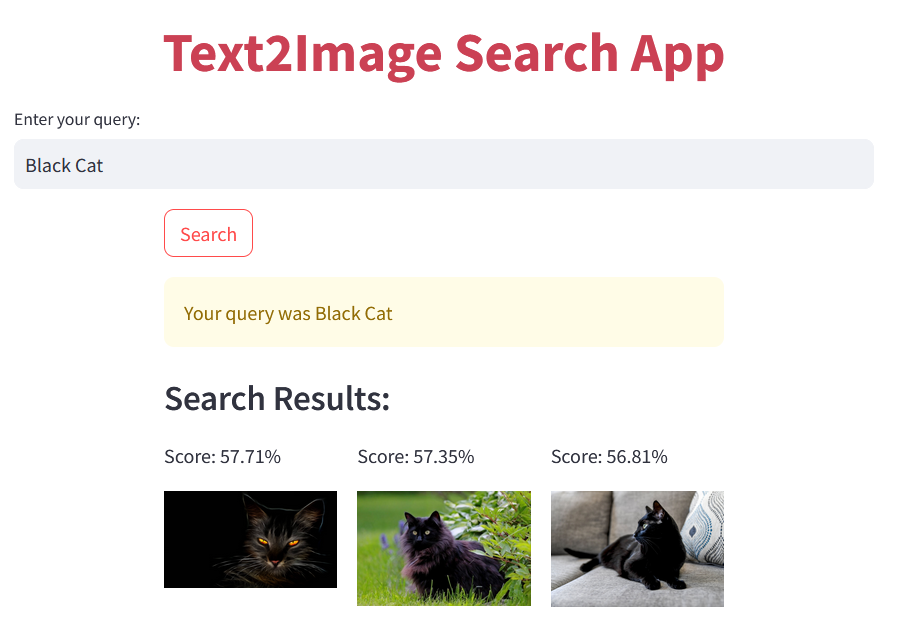 Text2Image Search App
Enter your query:
Black Cat
Search
Your query was Black Cat
Search Results:
Score: 57.71%
Score: 57.35%
Score: 56.81%